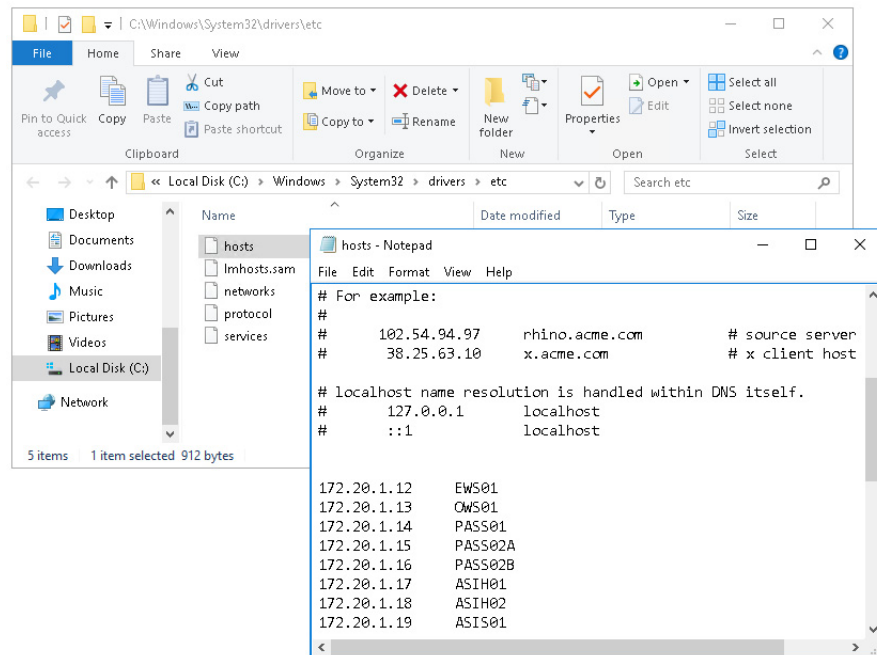 C:\Windows\System32\drivers\etc
File Home Share View
Pin to Quick access
Copy
Paste
Cut
Copy path
Paste shortcut
Clipboard
Move to
Copy to
Delete
Rename
Organize
New folder
New
Properties
Open
Edit
Open
Select all
Select none
Invert selection
Select
« Local Disk (C:) > Windows > System32 > drivers > etc
Search etc
Desktop
Documents
Downloads
Music
Pictures
Videos
Local Disk (C:)
Network
Name Date modified Type Size
hosts
lmhosts.sam
networks
protocol
services
5 items 1 item selected 912 bytes
hosts - Notepad
File Edit Format View Help
# For example:
#
# 102.54.94.97 rhino.acme.com # source server
# 38.25.63.10 x.acme.com # x client host
# localhost name resolution is handled within DNS itself.
# 127.0.0.1 localhost
# ::1 localhost
172.20.1.12 EWS01
172.20.1.13 OWS01
172.20.1.14 PASS01
172.20.1.15 PASS02A
172.20.1.16 PASS02B
172.20.1.17 ASIH01
172.20.1.18 ASIH02
172.20.1.19 ASIS01